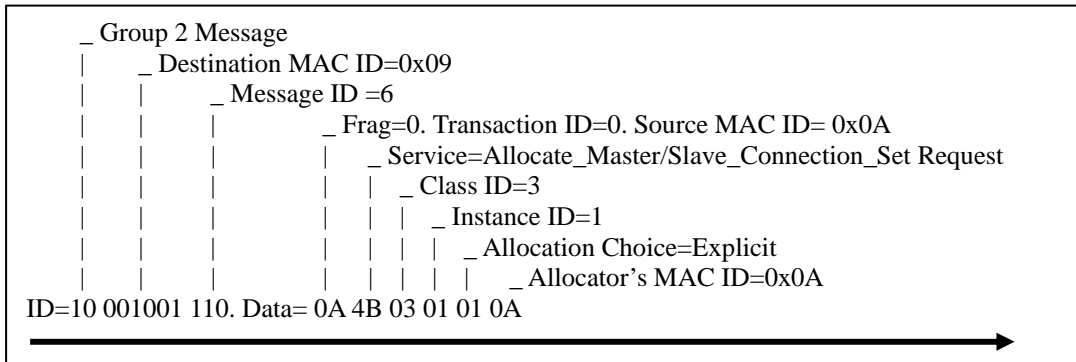 _ Group 2 Message
| _ Destination MAC ID=0x09
| | _ Message ID =6
| | | _ Frag=0. Transaction ID=0. Source MAC ID= 0x0A
| | | | _ Service=Allocate_Master/Slave_Connection_Set Request
| | | | | _ Class ID=3
| | | | | | _ Instance ID=1
| | | | | | | _ Allocation Choice=Explicit
| | | | | | | | _ Allocator’s MAC ID=0x0A
ID=10 001001 110. Data= 0A 4B 03 01 01 0A